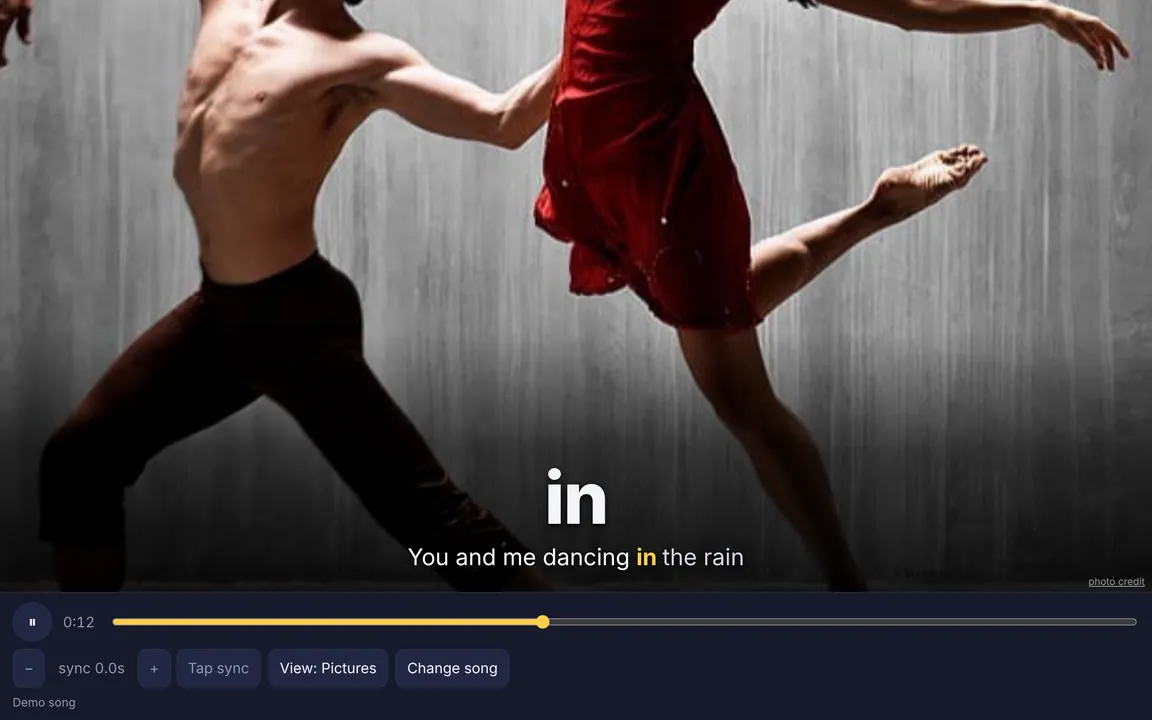 in
You and me dancing in the rain
photo credit
0:12
− sync 0.0s + Tap sync View: Pictures Change song
Demo song